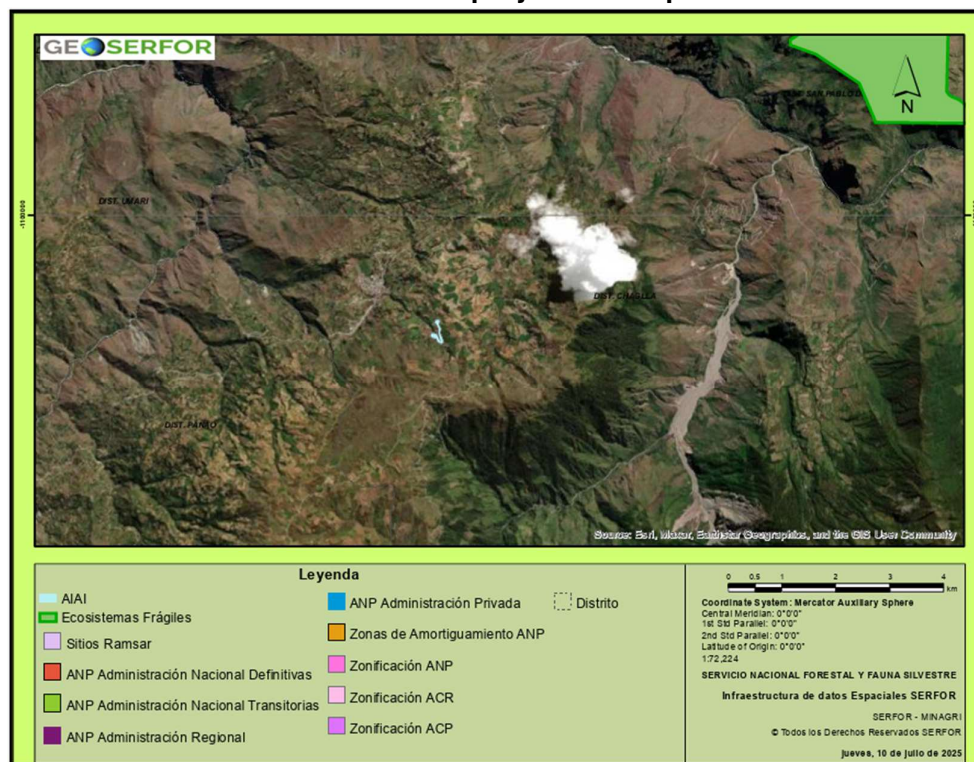 GEOSERFOR
N
DIST. UMARI
DIST. CHAGLLA
DIST. PANAO
Source: Esri, Maxar, Earthstar Geographics, and the GIS User Community
Leyenda
AIAI
Ecosistemas Frágiles
Sitios Ramsar
ANP Administración Nacional Definitivas
ANP Administración Nacional Transitorias
ANP Administración Regional
ANP Administración Privada
Zonas de Amortiguamiento ANP
Zonificación ANP
Zonificación ACR
Zonificación ACP
Distrito
0 0.5 1 2 3 4
km
Coordinate System: Mercator Auxiliary Sphere
Central Meridian: 0°0'0"
1st Std Parallel: 0°0'0"
2nd Std Parallel: 0°0'0"
Latitude of Origin: 0°0'0"
1:72,224
SERVICIO NACIONAL FORESTAL Y FAUNA SILVESTRE
Infraestructura de datos Espaciales SERFOR
SERFOR - MINAGRI
© Todos los Derechos Reservados SERFOR
jueves, 10 de julio de 2025